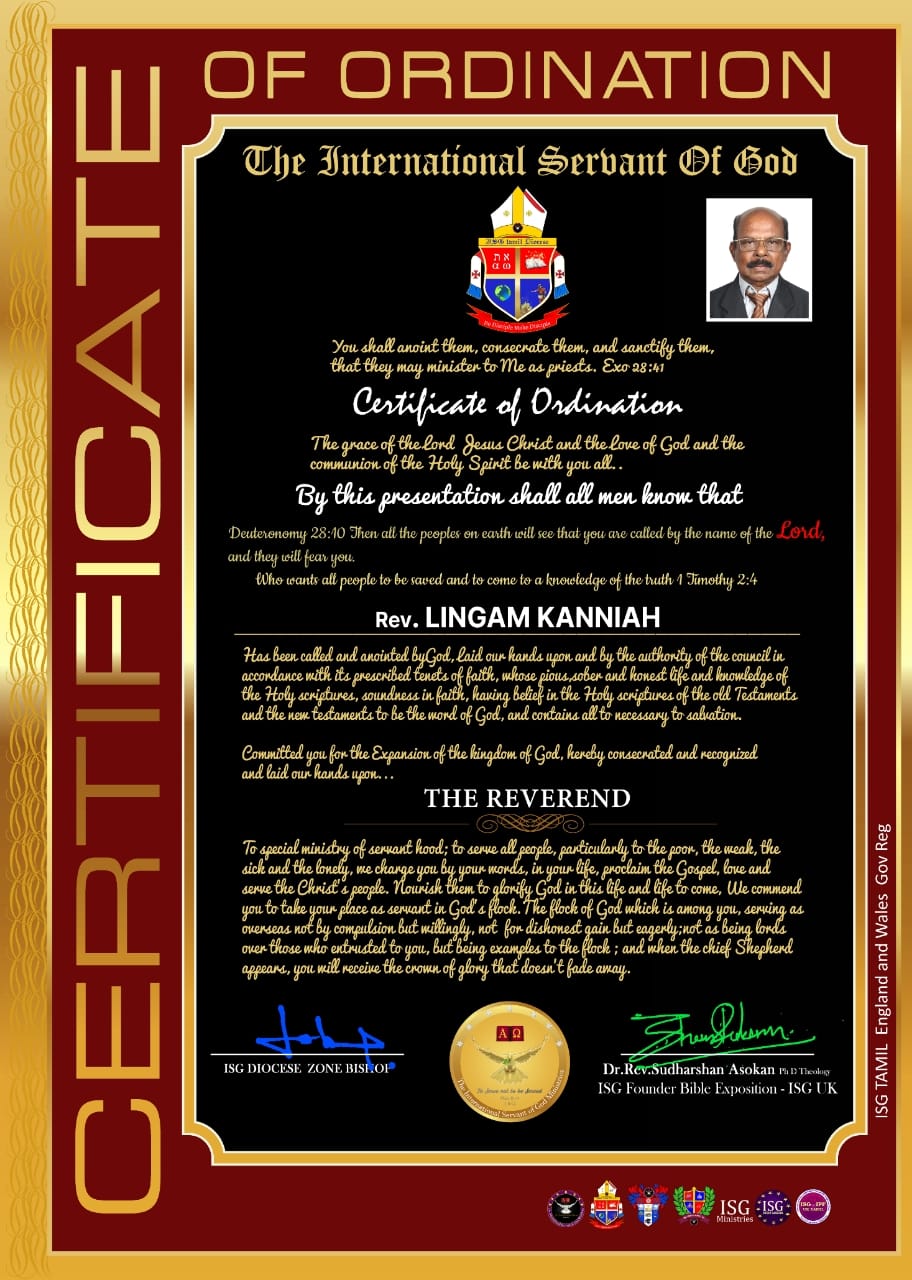 CERTIFICATE
OF ORDINATION
The International Servant Of God
ISG tamil Diocese
ת א
α ω
Be Disciple Make Disciple
You shall anoint them, consecrate them, and sanctify them,
that they may minister to Me as priests. Exo 28:41
Certificate of Ordination
The grace of the Lord Jesus Christ and the Love of God and the
communion of the Holy Spirit be with you all..
By this presentation shall all men know that
Deuteronomy 28:10 Then all the peoples on earth will see that you are called by the name of the Lord,
and they will fear you.
Who wants all people to be saved and to come to a knowledge of the truth 1 Timothy 2:4
Rev. LINGAM KANNIAH
Has been called and anointed by God, Laid our hands upon and by the authority of the council in
accordance with its prescribed tenets of faith, whose pious,sober and honest life and knowledge of
the Holy scriptures, soundness in faith, having belief in the Holy scriptures of the old Testaments
and the new testaments to be the word of God, and contains all to necessary to salvation.
Committed you for the Expansion of the kingdom of God, hereby consecrated and recognized
and laid our hands upon...
THE REVEREND
To special ministry of servant hood; to serve all people, particularly to the poor, the weak, the
sick and the lonely, we charge you by your words, in your life, proclaim the Gospel, love and
serve the Christ's people. Nourish them to glorify God in this life and life to come, We commend
you to take your place as servant in God's flock. The flock of God which is among you, serving as
overseas not by compulsion but willingly, not for dishonest gain but eagerly;not as being lords
over those who entrusted to you, but being examples to the flock ; and when the chief Shepherd
appears, you will receive the crown of glory that doesn't fade away.
ISG DIOCESE ZONE BISHOP
Α Ω
To Serve not to be Served
The International Servant of God Ministries
Dr.Rev.Sudharshan Asokan Ph D Theology
ISG Founder Bible Exposition - ISG UK
ISG TAMIL England and Wales Gov Reg
ISG
Ministries
ISG
ISG